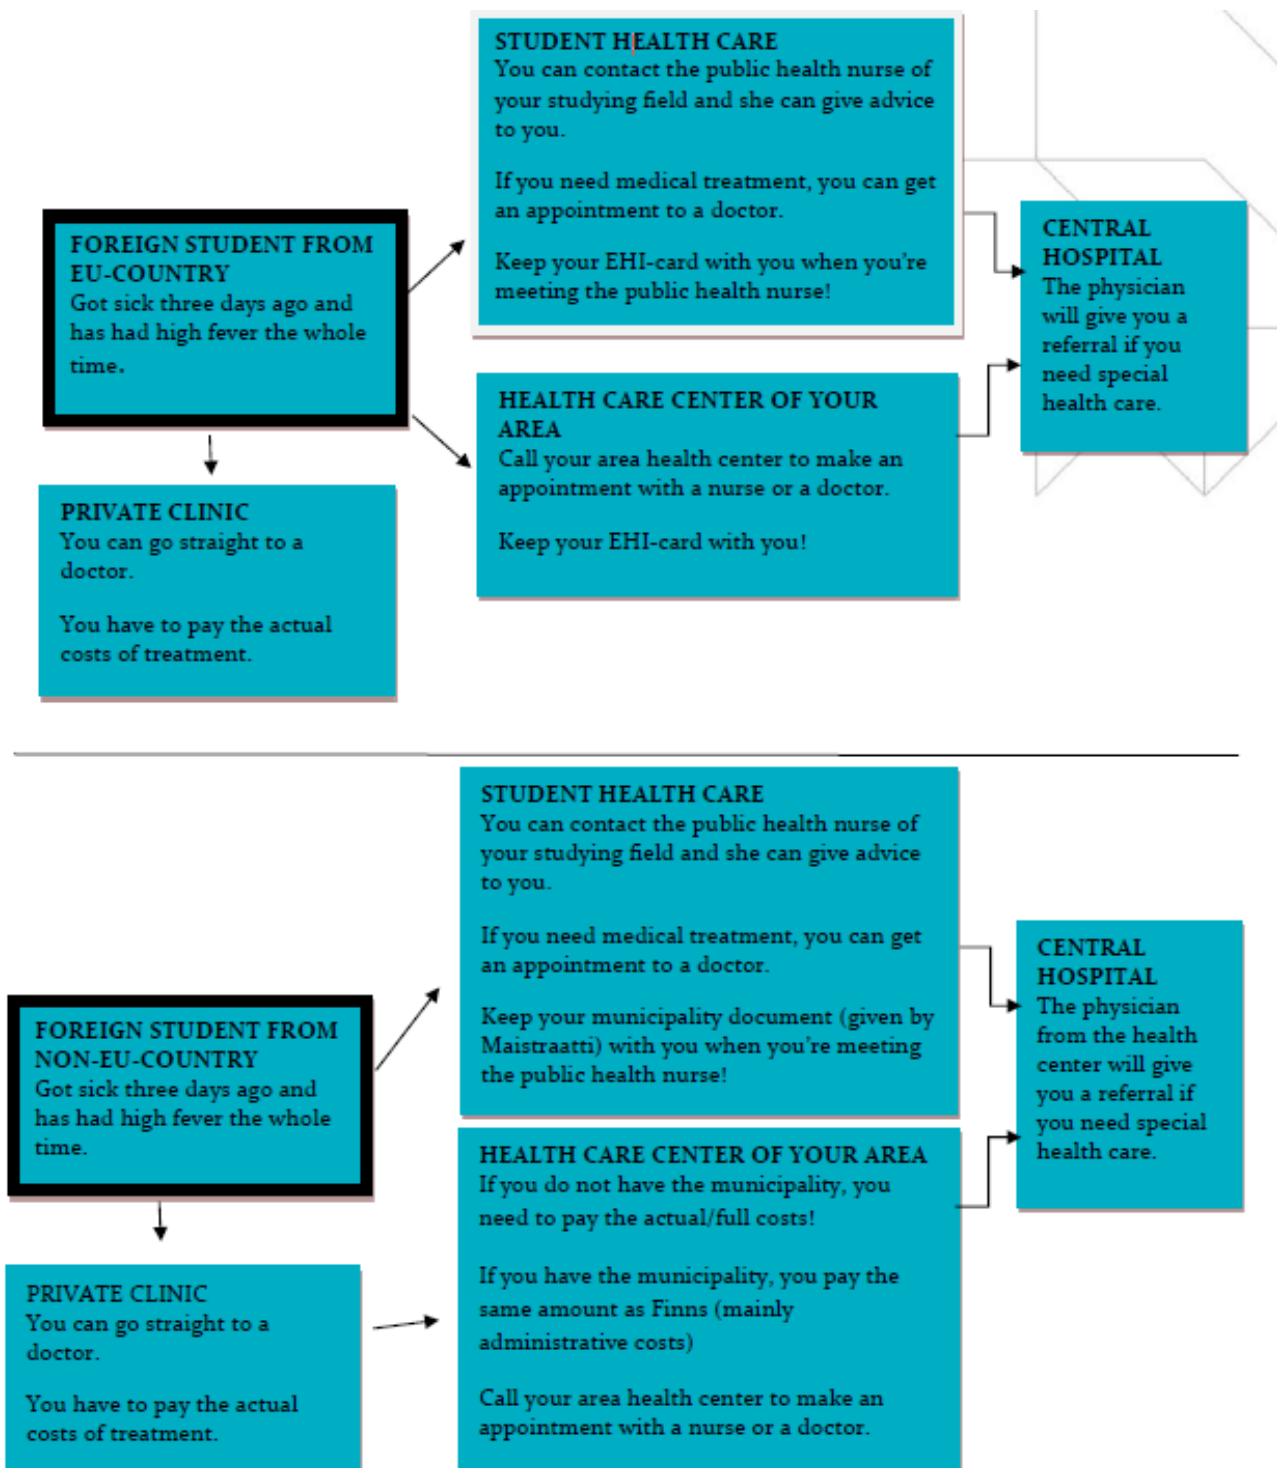 STUDENT HEALTH CARE
You can contact the public health nurse of
your studying field and she can give advice
to you.
If you need medical treatment, you can get
an appointment to a doctor.
Keep your EHI-card with you when you're
meeting the public health nurse!
FOREIGN STUDENT FROM
EU-COUNTRY
Got sick three days ago and
has had high fever the whole
time.
CENTRAL
HOSPITAL
The physician
will give you a
referral if you
need special
health care.
HEALTH CARE CENTER OF YOUR
AREA
Call your area health center to make an
appointment with a nurse or a doctor.
Keep your EHI-card with you!
PRIVATE CLINIC
You can go straight to a
doctor.
You have to pay the actual
costs of treatment.
STUDENT HEALTH CARE
You can contact the public health nurse of
your studying field and she can give advice
to you.
If you need medical treatment, you can get
an appointment to a doctor.
Keep your municipality document (given by
Maistraatti) with you when you're meeting
the public health nurse!
FOREIGN STUDENT FROM
NON-EU-COUNTRY
Got sick three days ago and
has had high fever the whole
time.
CENTRAL
HOSPITAL
The physician
from the health
center will give
you a referral if
you need special
health care.
HEALTH CARE CENTER OF YOUR AREA
If you do not have the municipality, you
need to pay the actual/full costs!
If you have the municipality, you pay the
same amount as Finns (mainly
administrative costs)
Call your area health center to make an
appointment with a nurse or a doctor.
PRIVATE CLINIC
You can go straight to a
doctor.
You have to pay the actual
costs of treatment.